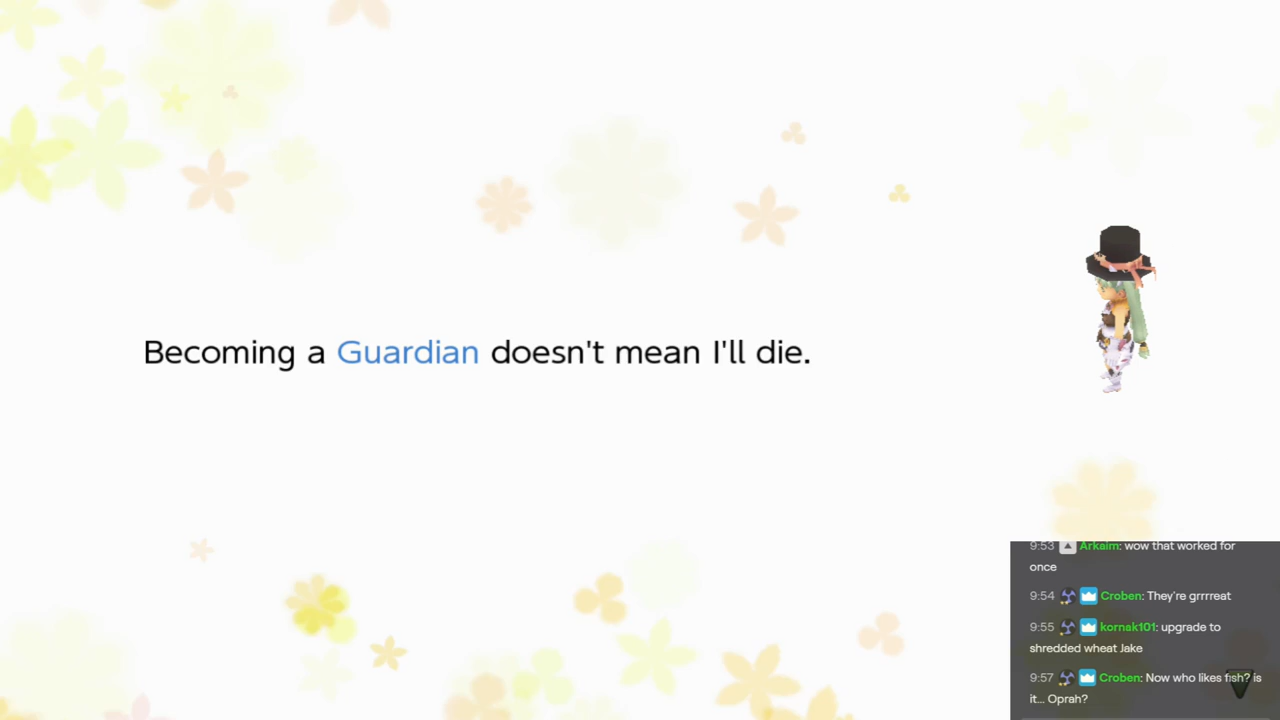 Becoming a Guardian doesn't mean I'll die.
9:53 Arkaim: wow that worked for
once
9:54 Croben: They're grrrreat
9:55 kornak101: upgrade to
shredded wheat Jake
9:57 Croben: Now who likes fish? is
it... Oprah?